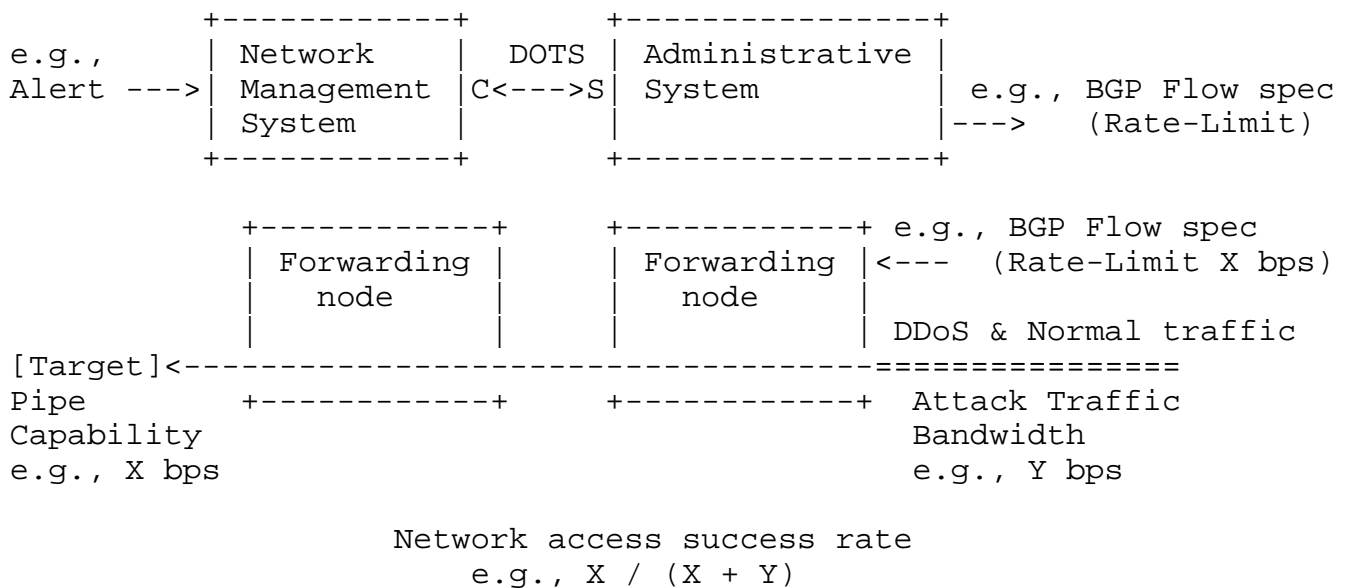 +------------+          +----------------+
e.g.,       | Network    |   DOTS | Administrative |
Alert --->| Management |C<--->S| System         | e.g., BGP Flow spec
            | System     |          |                |--->   (Rate-Limit)
            +------------+          +----------------+
              +------------+        +------------+ e.g., BGP Flow spec
              | Forwarding |        | Forwarding |<---  (Rate-Limit X bps)
              |   node     |        |   node     |
              |            |        |            | DDoS & Normal traffic
[Target]<------------------------------------================
Pipe          +------------+        +------------+  Attack Traffic
Capability                                          Bandwidth
e.g., X bps                                         e.g., Y bps
Network access success rate
e.g., X / (X + Y)